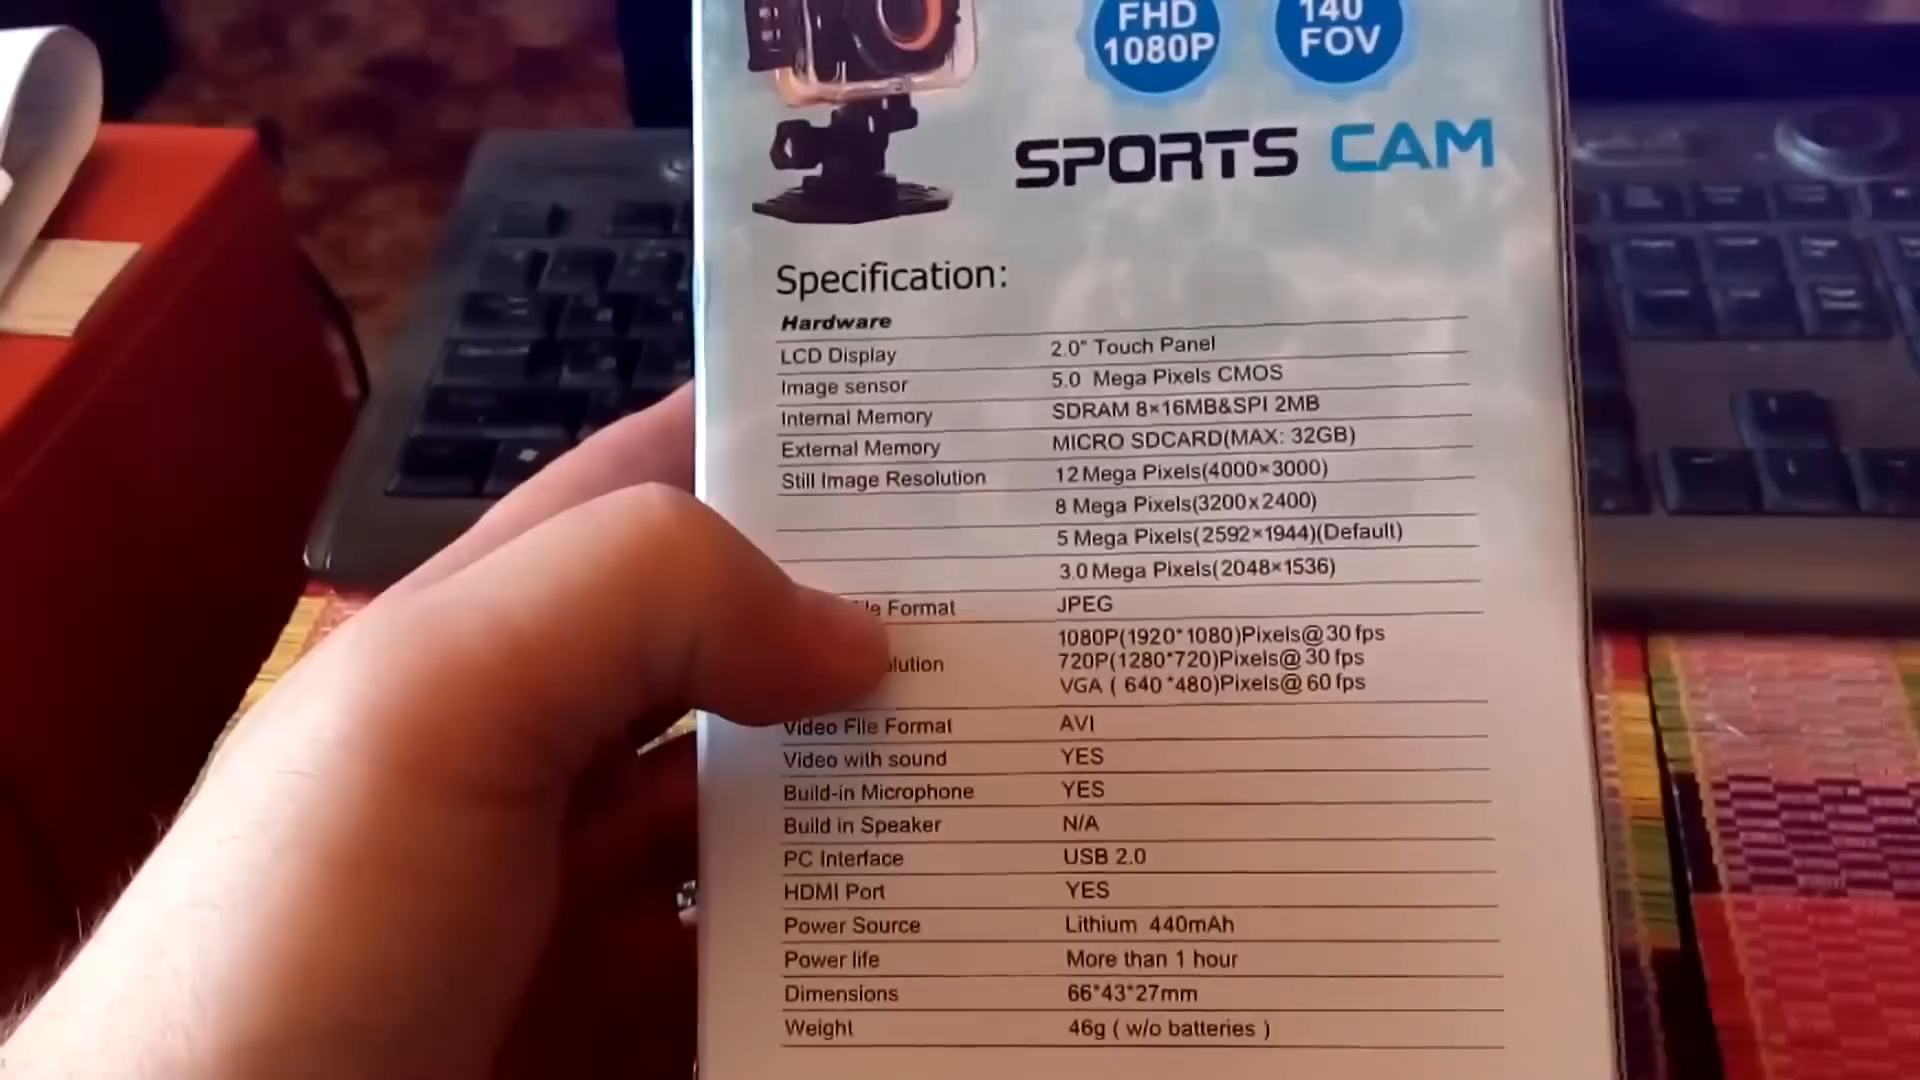 FHD
1080P
140
FOV
SPORTS CAM
Specification:
Hardware
LCD Display 2.0" Touch Panel
Image sensor 5.0 Mega Pixels CMOS
Internal Memory SDRAM 8×16MB&SPI 2MB
External Memory MICRO SDCARD(MAX: 32GB)
Still Image Resolution 12 Mega Pixels(4000×3000)
8 Mega Pixels(3200x2400)
5 Mega Pixels(2592×1944)(Default)
3.0 Mega Pixels(2048×1536)
Format JPEG
1080P(1920*1080)Pixels@30 fps
720P(1280*720)Pixels@ 30 fps
VGA ( 640 *480)Pixels@ 60 fps
Video File Format AVI
Video with sound YES
Build-in Microphone YES
Build in Speaker N/A
PC Interface USB 2.0
HDMI Port YES
Power Source Lithium 440mAh
Power life More than 1 hour
Dimensions 66*43*27mm
Weight 46g ( w/o batteries )